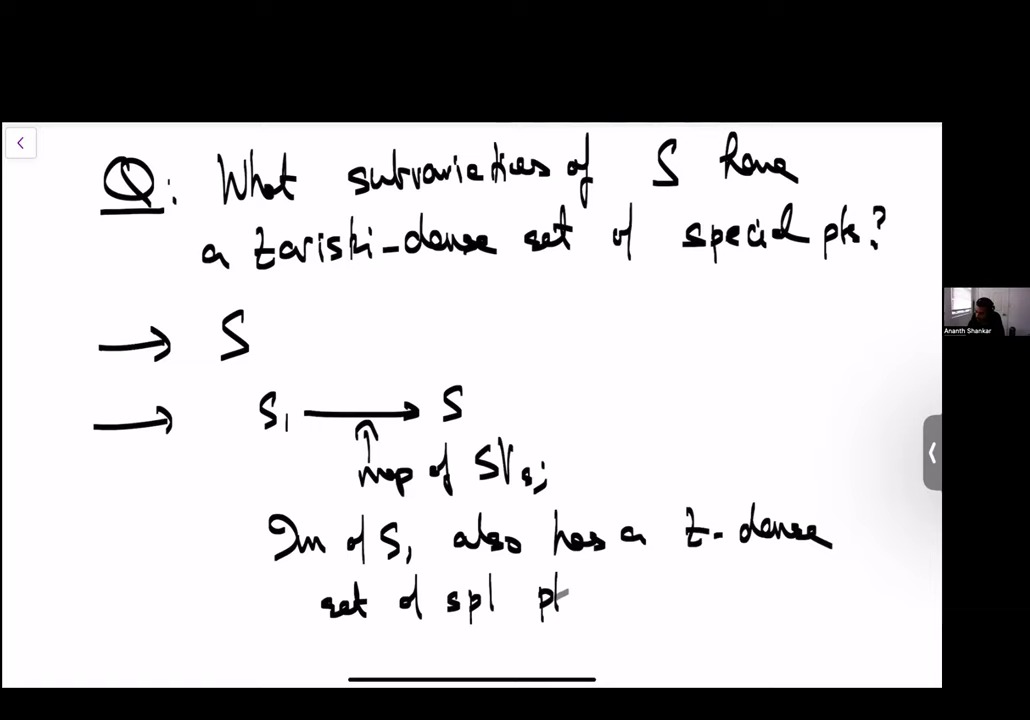 Q: What subvarieties of S have
a Zariski-dense set of special pts?
→ S
→ S₁ → S
map of SVs;
Im of S₁ also has a Z-dense
set of spl pt
Ananth Shankar